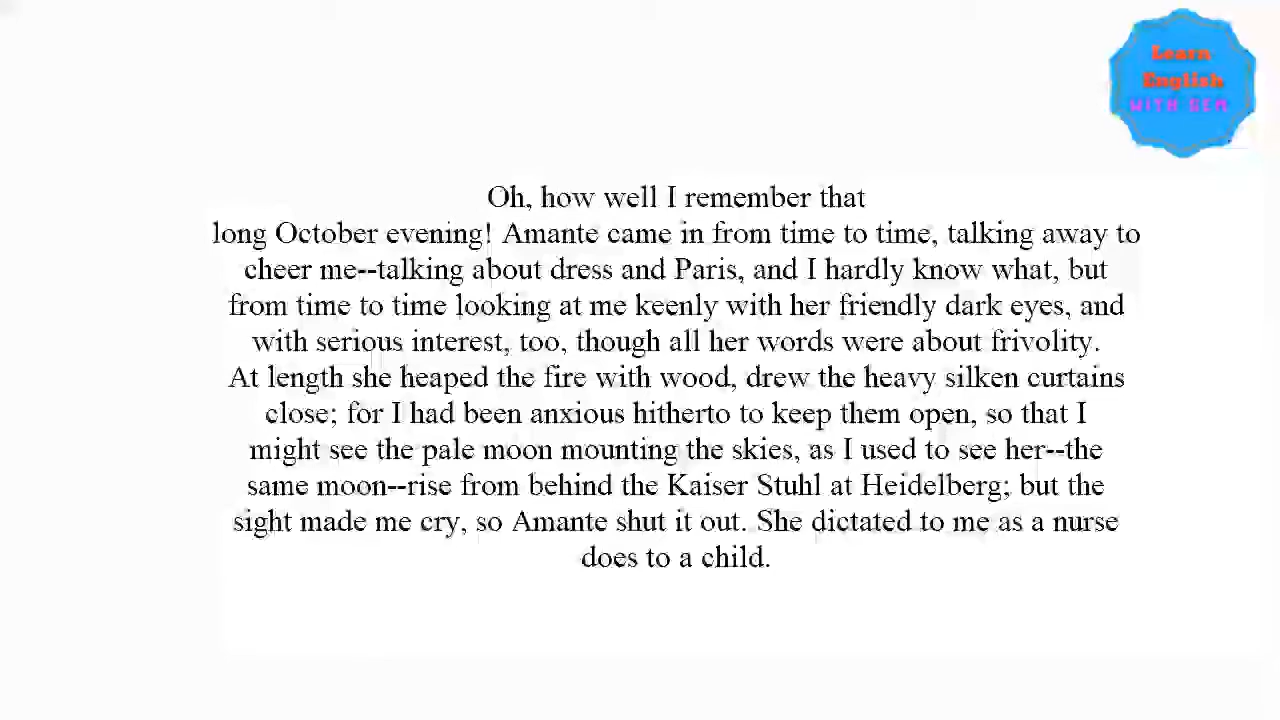 Learn
English
WITH GEM
Oh, how well I remember that
long October evening! Amante came in from time to time, talking away to
cheer me--talking about dress and Paris, and I hardly know what, but
from time to time looking at me keenly with her friendly dark eyes, and
with serious interest, too, though all her words were about frivolity.
At length she heaped the fire with wood, drew the heavy silken curtains
close; for I had been anxious hitherto to keep them open, so that I
might see the pale moon mounting the skies, as I used to see her--the
same moon--rise from behind the Kaiser Stuhl at Heidelberg; but the
sight made me cry, so Amante shut it out. She dictated to me as a nurse
does to a child.